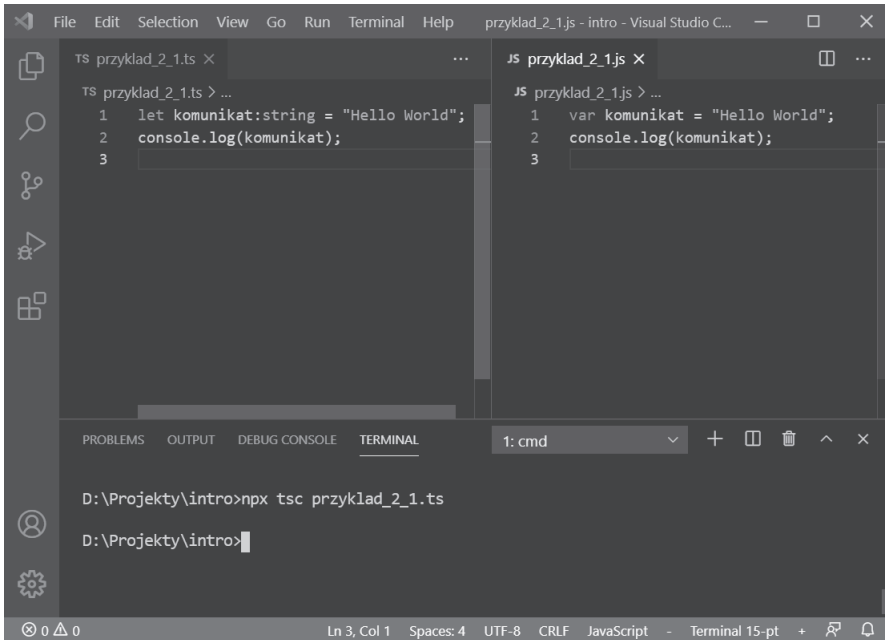 File Edit Selection View Go Run Terminal Help przyklad_2_1.js - intro - Visual Studio C...
TS przyklad_2_1.ts
JS przyklad_2_1.js
TS przyklad_2_1.ts > ...
1 let komunikat:string = "Hello World";
2 console.log(komunikat);
3
JS przyklad_2_1.js > ...
1 var komunikat = "Hello World";
2 console.log(komunikat);
3
PROBLEMS OUTPUT DEBUG CONSOLE TERMINAL 1: cmd
D:\Projekty\intro>npx tsc przyklad_2_1.ts
D:\Projekty\intro>
0 0 Ln 3, Col 1 Spaces: 4 UTF-8 CRLF JavaScript - Terminal 15-pt +